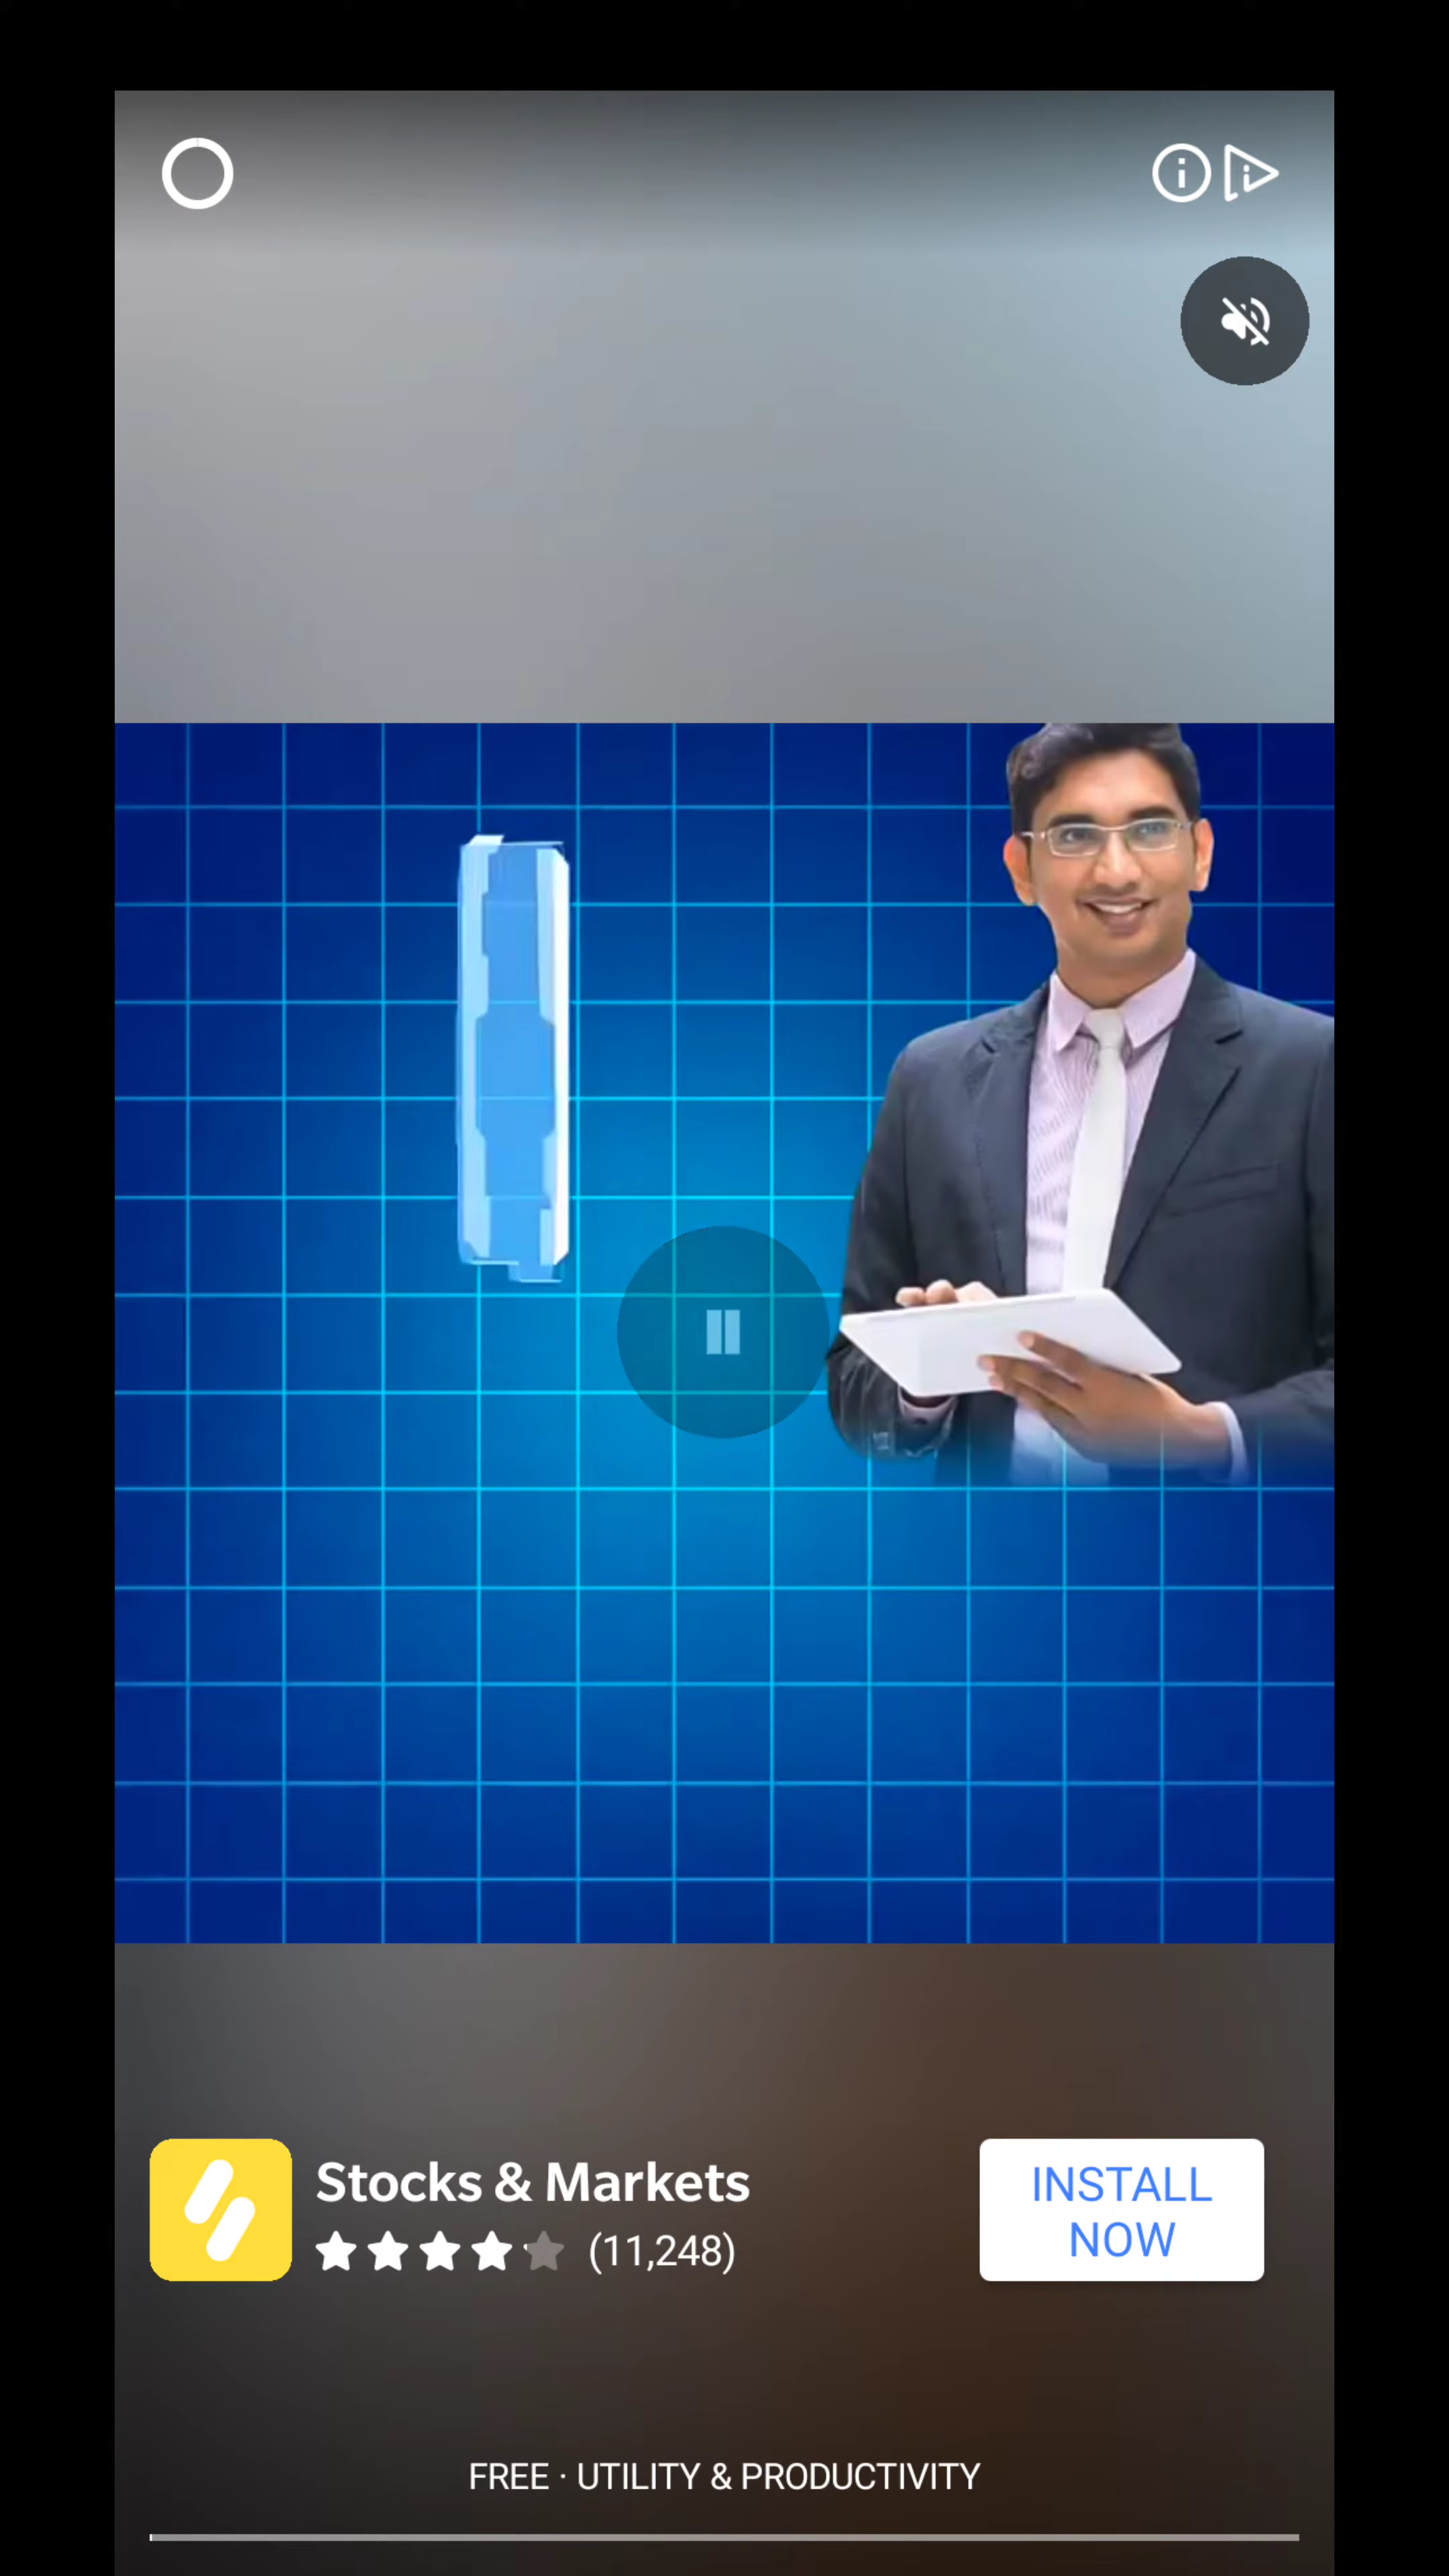 Stocks & Markets
(11,248)
INSTALL
NOW
FREE · UTILITY & PRODUCTIVITY